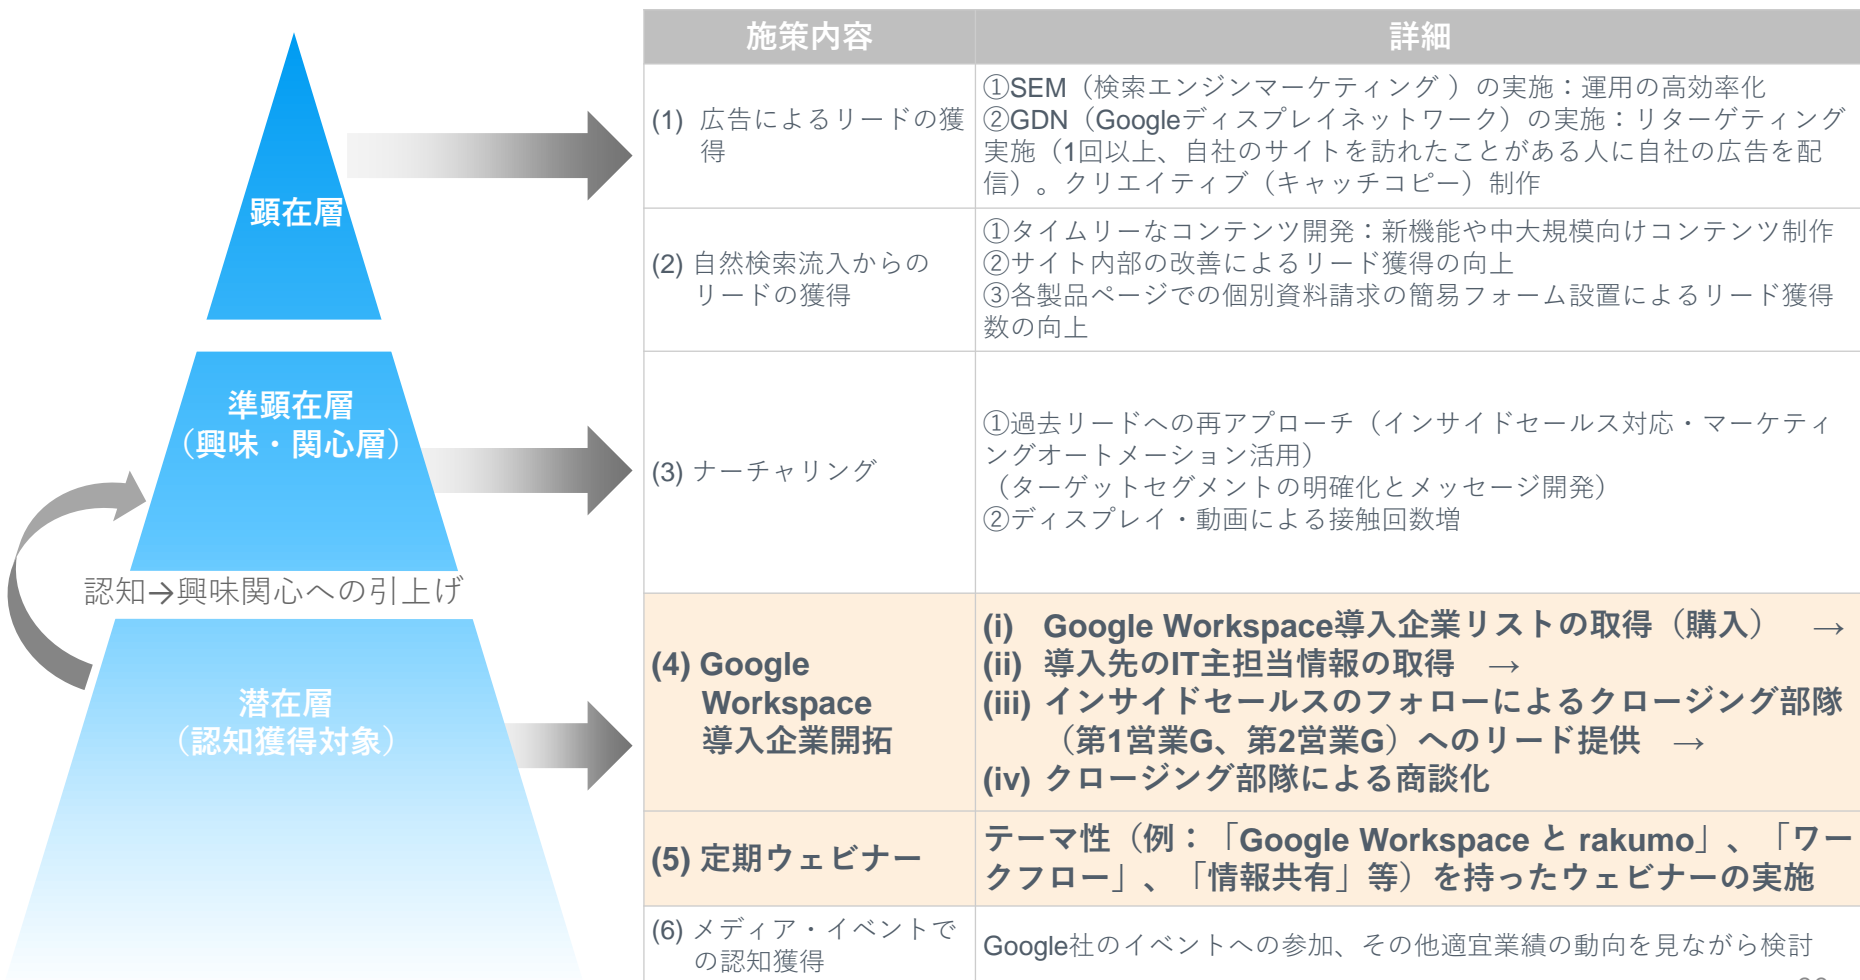 顕在層
準顕在層
（興味・関心層）
認知→興味関心への引上げ
潜在層
（認知獲得対象）
施策内容
詳細
(1) 広告によるリードの獲
得
①SEM（検索エンジンマーケティング ）の実施：運用の高効率化
②GDN（Googleディスプレイネットワーク）の実施：リターゲティング
実施（1回以上、自社のサイトを訪れたことがある人に自社の広告を配
信）。クリエイティブ（キャッチコピー）制作
(2) 自然検索流入からの
リードの獲得
①タイムリーなコンテンツ開発：新機能や中大規模向けコンテンツ制作
②サイト内部の改善によるリード獲得の向上
③各製品ページでの個別資料請求の簡易フォーム設置によるリード獲得
数の向上
(3) ナーチャリング
①過去リードへの再アプローチ（インサイドセールス対応・マーケティ
ングオートメーション活用）
（ターゲットセグメントの明確化とメッセージ開発）
②ディスプレイ・動画による接触回数増
(4) Google
Workspace
導入企業開拓
(i) Google Workspace導入企業リストの取得（購入） →
(ii) 導入先のIT主担当情報の取得 →
(iii) インサイドセールスのフォローによるクロージング部隊
（第1営業G、第2営業G）へのリード提供 →
(iv) クロージング部隊による商談化
(5) 定期ウェビナー
テーマ性（例：「Google Workspace と rakumo」、「ワー
クフロー」、「情報共有」等）を持ったウェビナーの実施
(6) メディア・イベントで
の認知獲得
Google社のイベントへの参加、その他適宜業績の動向を見ながら検討